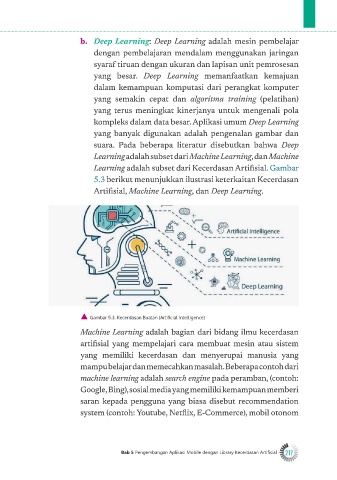 b. Deep Learning: Deep Learning adalah mesin pembelajar
dengan pembelajaran mendalam menggunakan jaringan
syaraf tiruan dengan ukuran dan lapisan unit pemrosesan
yang besar. Deep Learning memanfaatkan kemajuan
dalam kemampuan komputasi dari perangkat komputer
yang semakin cepat dan algorisma training (pelatihan)
yang terus meningkat kinerjanya untuk mengenali pola
kompleks dalam data besar. Aplikasi umum Deep Learning
yang banyak digunakan adalah pengenalan gambar dan
suara. Pada beberapa literatur disebutkan bahwa Deep
Learning adalah subset dari Machine Learning, dan Machine
Learning adalah subset dari Kecerdasan Artifisial. Gambar
5.3 berikut menunjukkan ilustrasi keterkaitan Kecerdasan
Artifisial, Machine Learning, dan Deep Learning.
Artificial Intelligence
Machine Learning
Deep Learning
▲ Gambar 5.3. Kecerdasan Buatan (Artificial Intelligence)
Machine Learning adalah bagian dari bidang ilmu kecerdasan
artifisial yang mempelajari cara membuat mesin atau sistem
yang memiliki kecerdasan dan menyerupai manusia yang
mampu belajar dan memecahkan masalah. Beberapa contoh dari
machine learning adalah search engine pada peramban, (contoh:
Google, Bing), sosial media yang memiliki kemampuan memberi
saran kepada pengguna yang biasa disebut recommendation
system (contoh: Youtube, Netflix, E-Commerce), mobil otonom
Bab 5 Pengembangan Aplikasi Mobile dengan Library Kecerdasan Artifisial